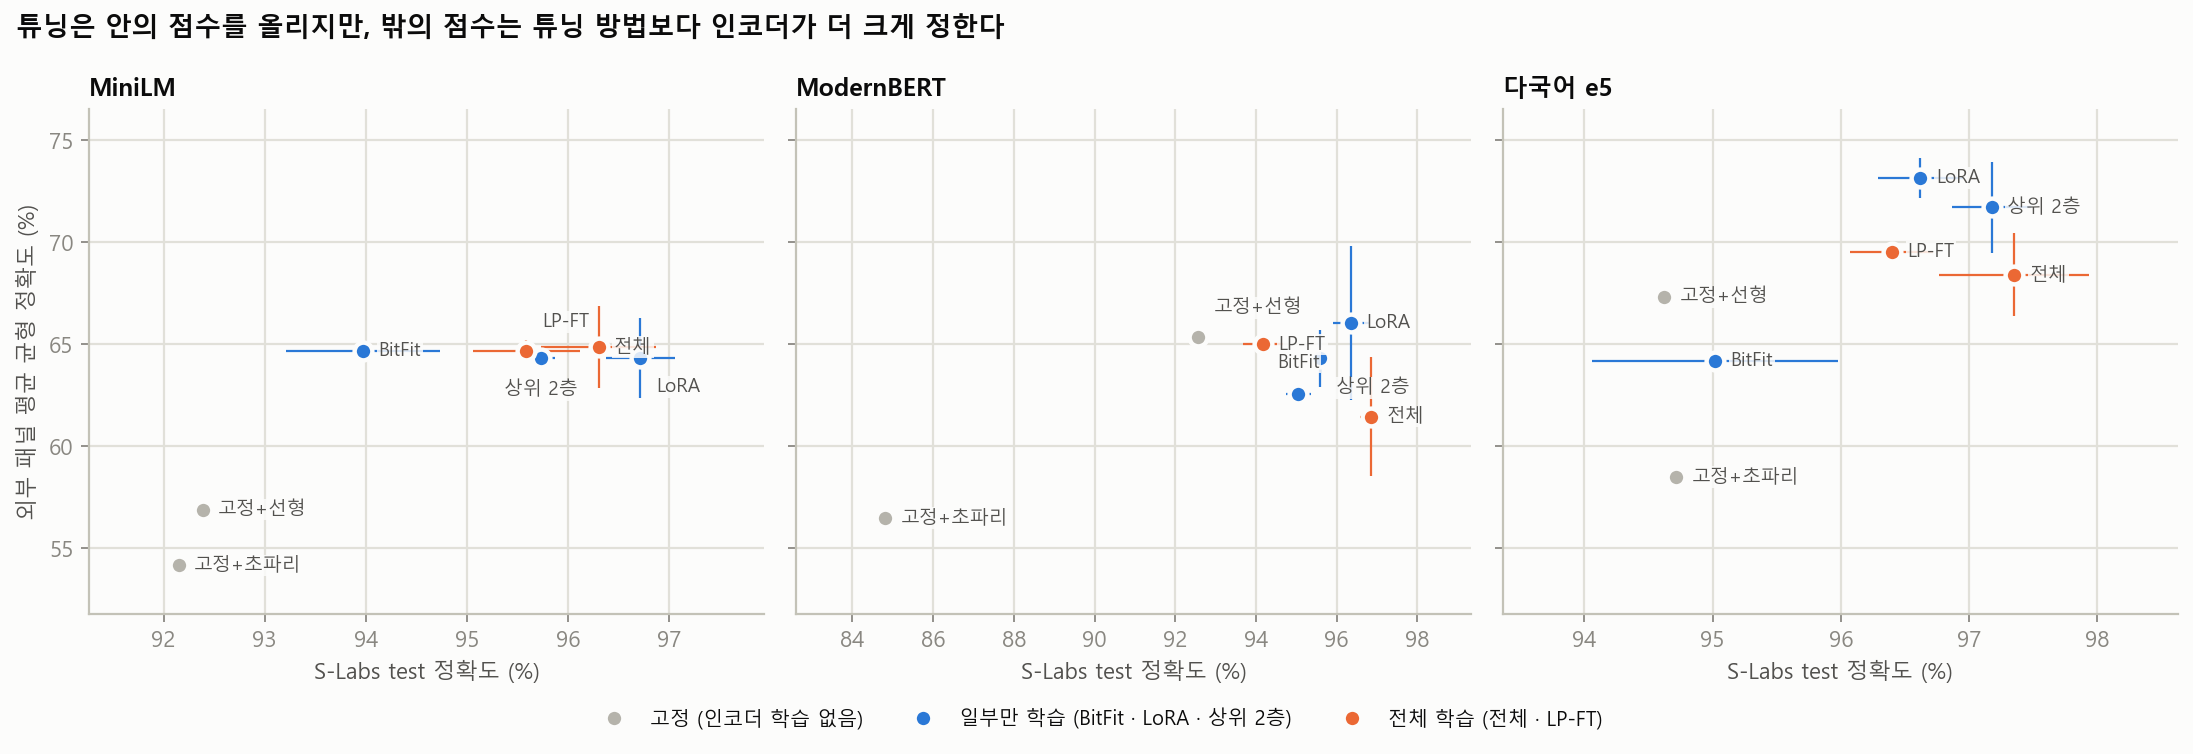 튜닝은 안의 점수를 올리지만, 밖의 점수는 튜닝 방법보다 인코더가 더 크게 정한다
MiniLM
75
70
65
60
55
외부 패널 평균 균형 정확도 (%)
LP-FT
BitFit
전체
상위 2층
LoRA
고정+선형
고정+초파리
92
93
94
95
96
97
S-Labs test 정확도 (%)
ModernBERT
고정+선형
LoRA
LP-FT
BitFit
상위 2층
전체
고정+초파리
84
86
88
90
92
94
96
98
S-Labs test 정확도 (%)
다국어 e5
LoRA
상위 2층
LP-FT
전체
고정+선형
BitFit
고정+초파리
94
95
96
97
98
S-Labs test 정확도 (%)
고정 (인코더 학습 없음)
일부만 학습 (BitFit · LoRA · 상위 2층)
전체 학습 (전체 · LP-FT)